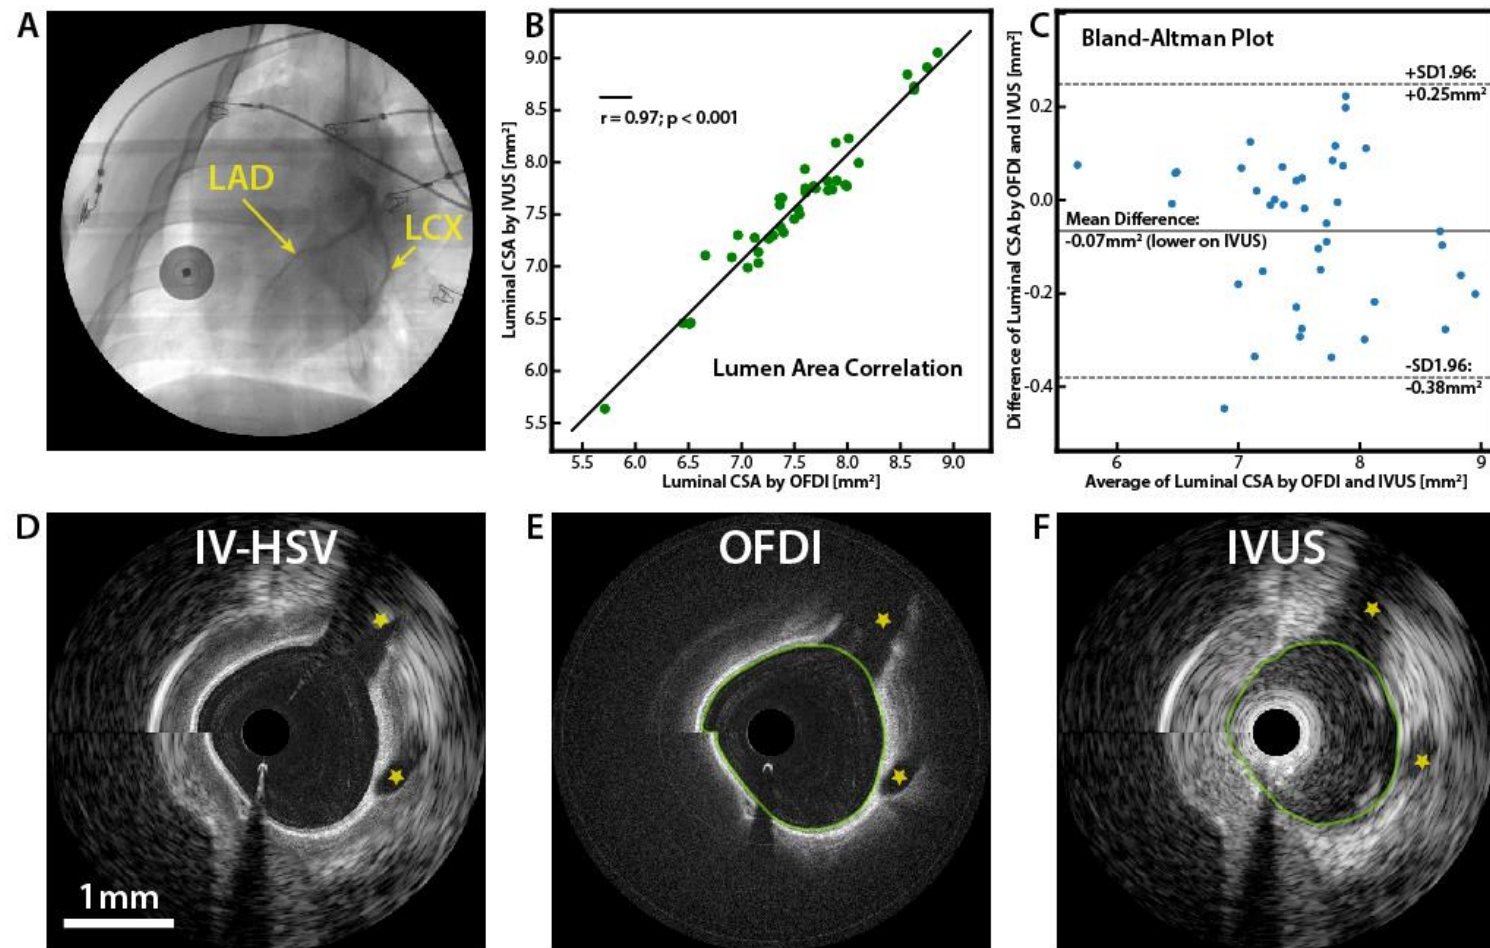 A
LAD
LCX
B
9.0
8.5
8.0
7.5
7.0
6.5
6.0
5.5
Luminal CSA by IVUS [mm²]
r = 0.97; p < 0.001
Lumen Area Correlation
5.5 6.0 6.5 7.0 7.5 8.0 8.5 9.0
Luminal CSA by OFDI [mm²]
C
Bland-Altman Plot
+SD1.96:
+0.25mm²
Mean Difference:
-0.07mm² (lower on IVUS)
-SD1.96:
-0.38mm²
0.2
0.0
-0.2
-0.4
Difference of Luminal CSA by OFDI and IVUS [mm²]
6 7 8 9
Average of Luminal CSA by OFDI and IVUS [mm²]
D
IV-HSV
1mm
E
OFDI
F
IVUS